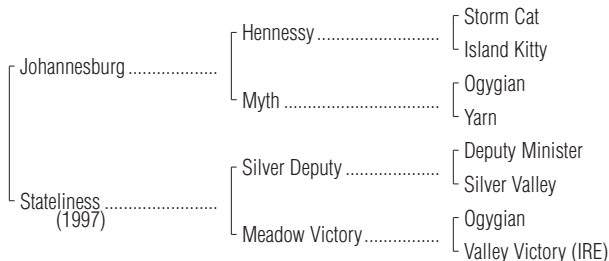 Storm Cat
Hennessy
Island Kitty
Johannesburg
Ogygian
Myth
Yarn
Deputy Minister
Silver Deputy
Silver Valley
Stateliness
(1997)
Ogygian
Meadow Victory
Valley Victory (IRE)